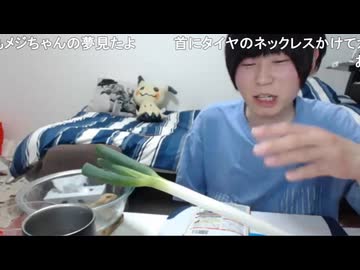 メジちゃんの夢見たよ
首にタイヤのネックレスかけて